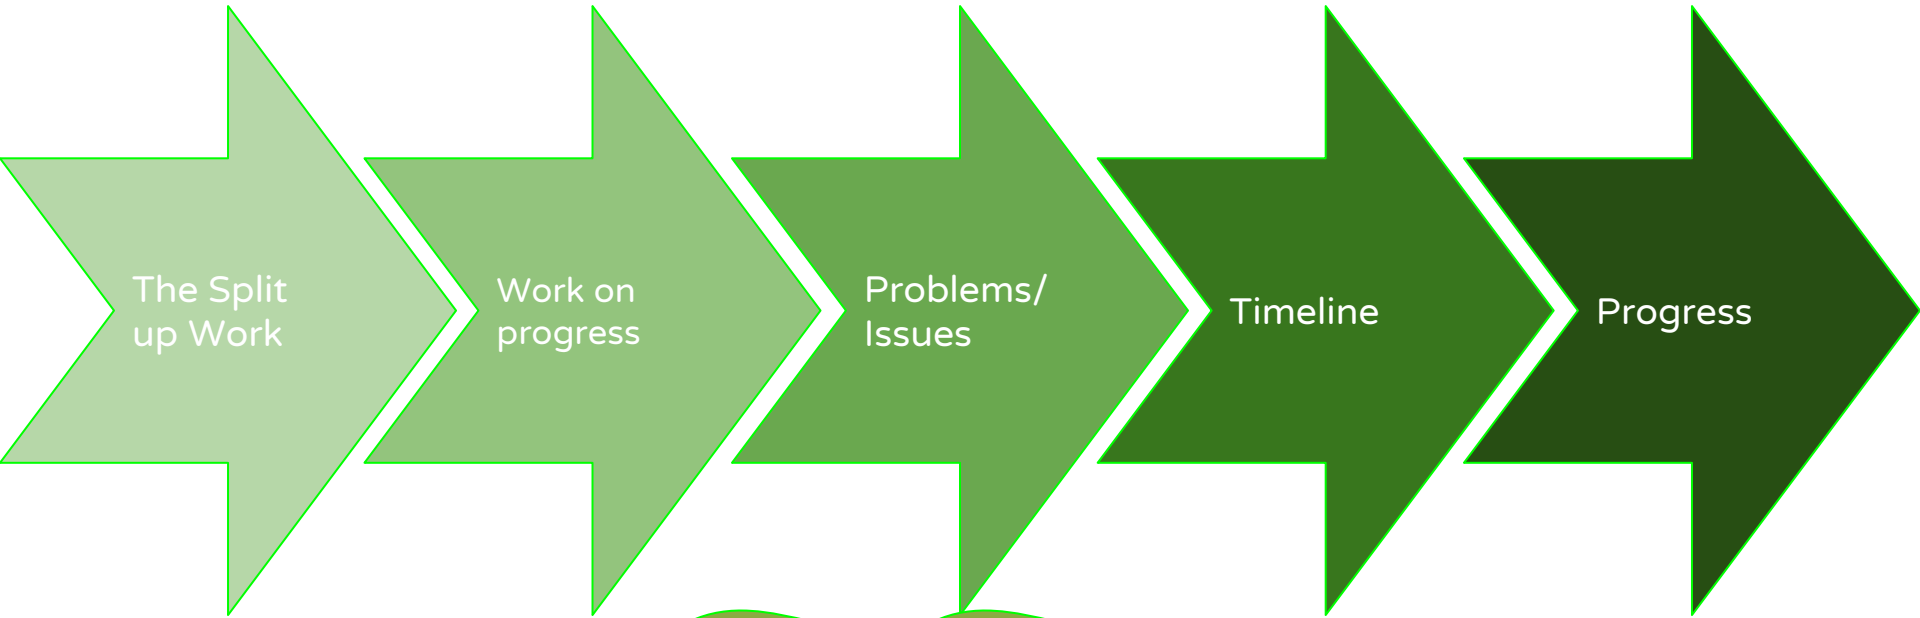 The Split
up Work
Work on
progress
Problems/
Issues
Timeline
Progress